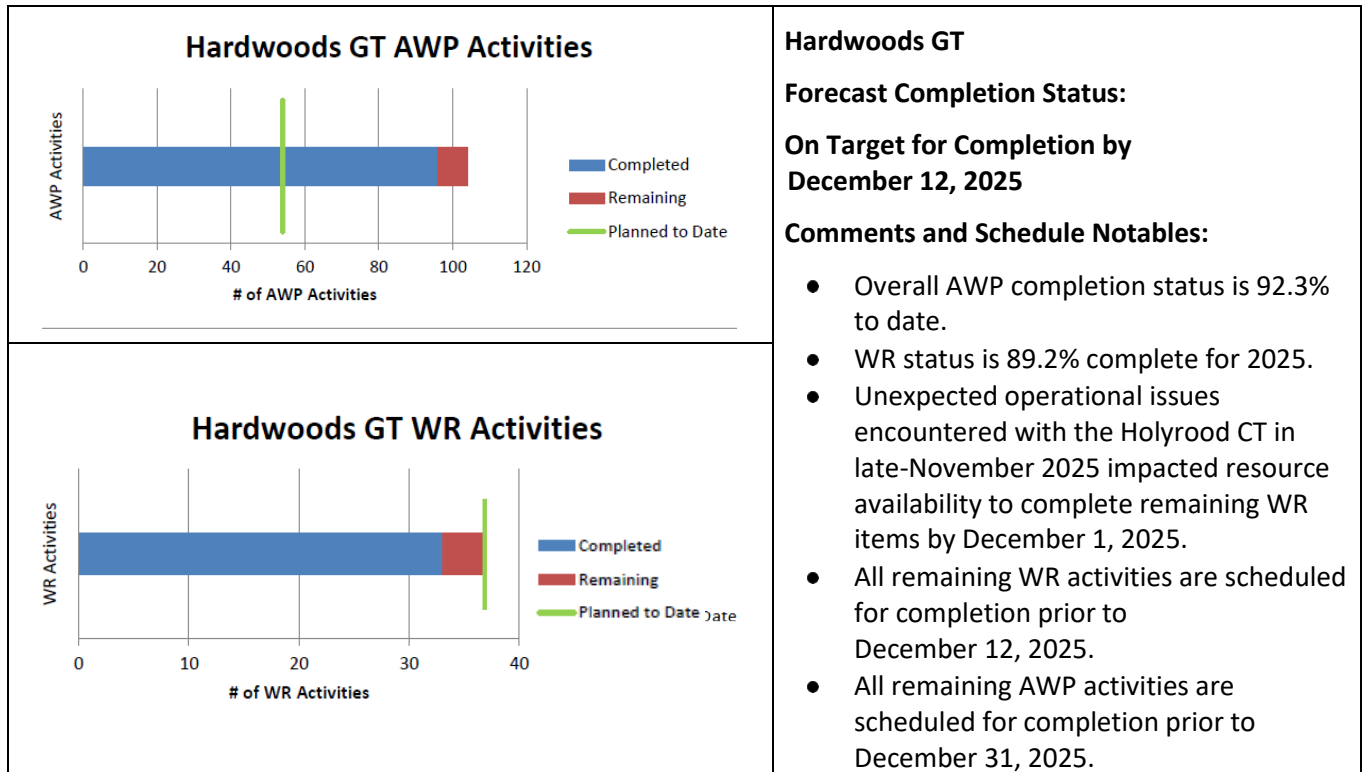 Hardwoods GT AWP Activities
AWP Activities
Completed
Remaining
Planned to Date
0 20 40 60 80 100 120
# of AWP Activities
Hardwoods GT WR Activities
WR Activities
Completed
Remaining
Planned to Date Date
0 10 20 30 40
# of WR Activities
Hardwoods GT
Forecast Completion Status:
On Target for Completion by
December 12, 2025
Comments and Schedule Notables:
● Overall AWP completion status is 92.3%
to date.
● WR status is 89.2% complete for 2025.
● Unexpected operational issues
encountered with the Holyrood CT in
late-November 2025 impacted resource
availability to complete remaining WR
items by December 1, 2025.
● All remaining WR activities are scheduled
for completion prior to
December 12, 2025.
● All remaining AWP activities are
scheduled for completion prior to
December 31, 2025.